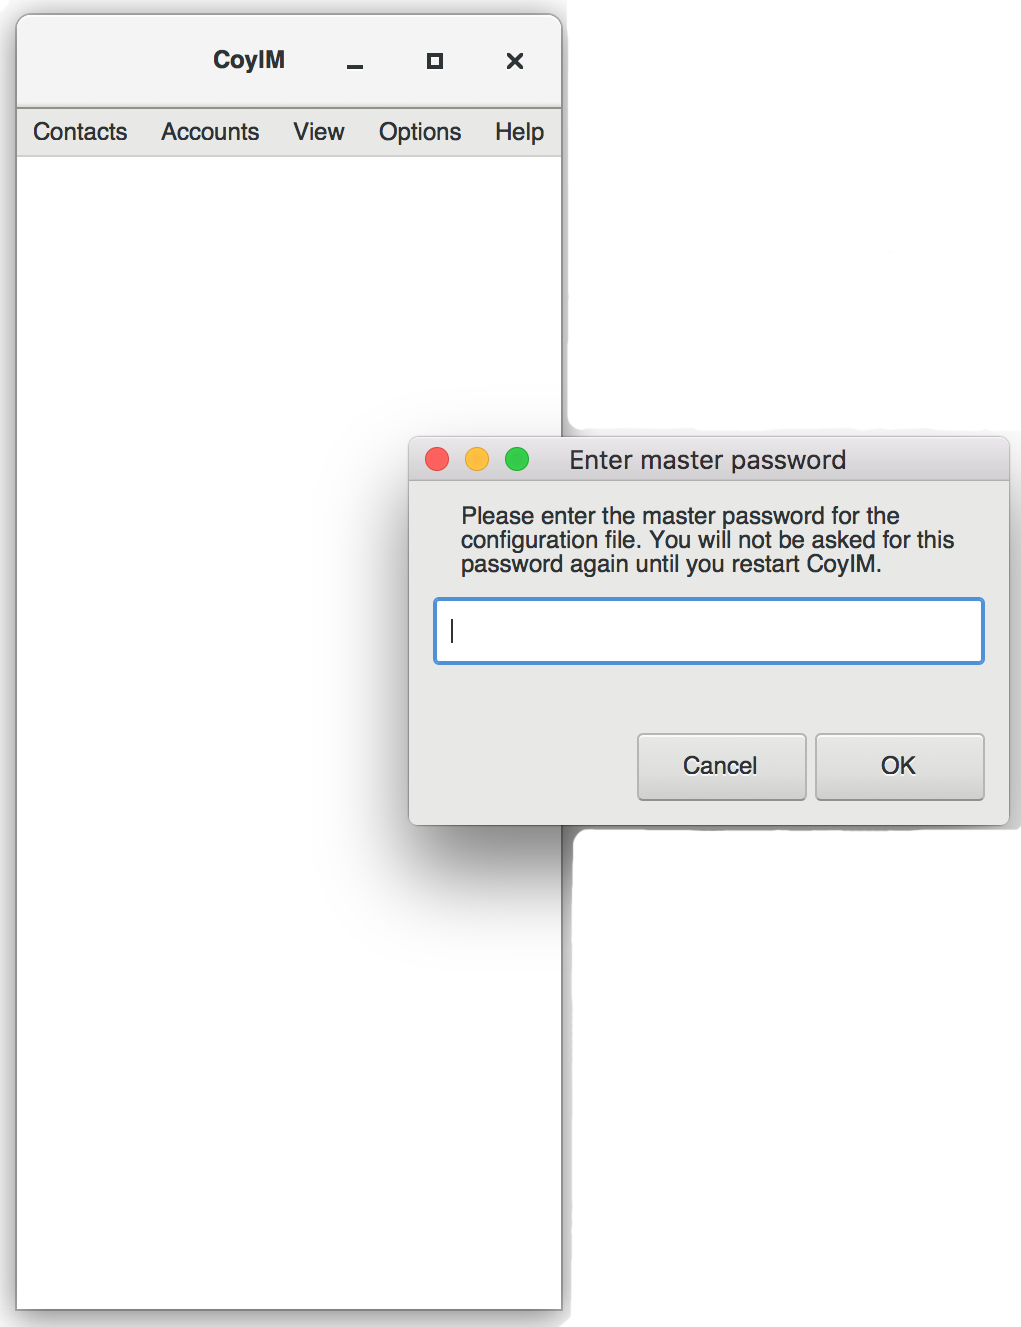 CoyIM
Contacts Accounts View Options Help
Enter master password
Please enter the master password for the
configuration file. You will not be asked for this
password again until you restart CoyIM.
Cancel OK